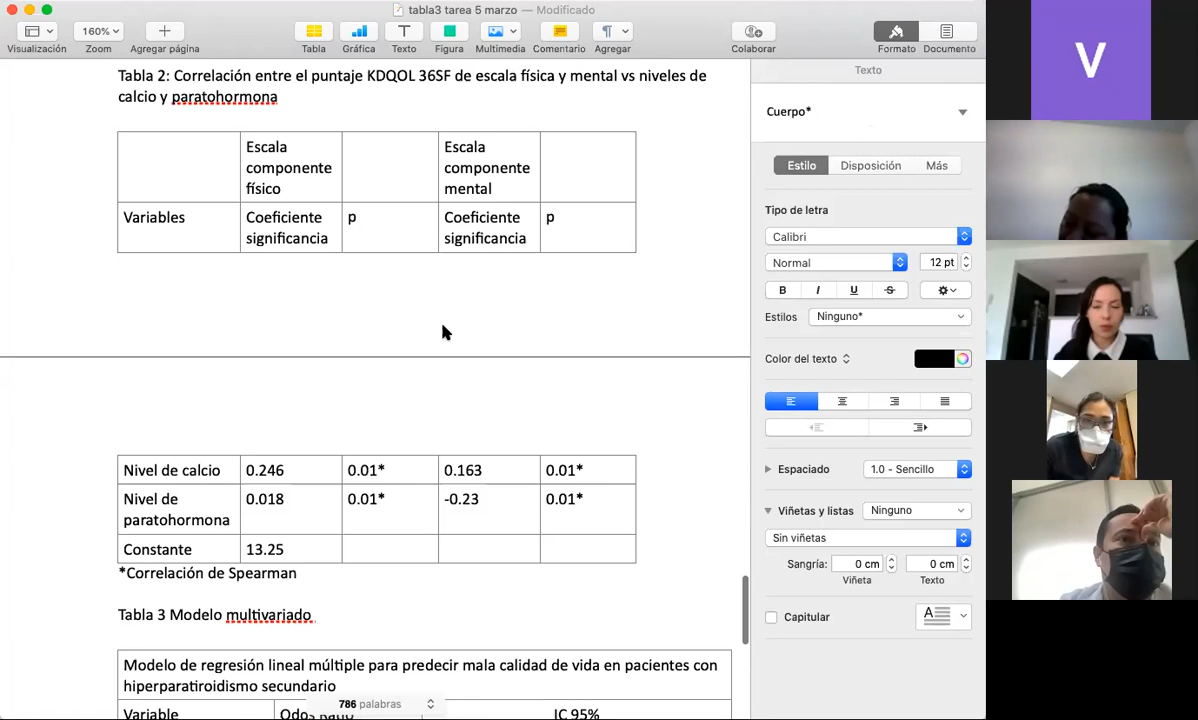 tabla3 tarea 5 marzo — Modificado
160%
Visualización Zoom Agregar página Tabla Gráfica Texto Figura Multimedia Comentario Agregar Colaborar Formato Documento
Tabla 2: Correlación entre el puntaje KDQOL 36SF de escala física y mental vs niveles de
calcio y paratohormona
Escala componente físico Escala componente mental
Variables Coeficiente significancia p Coeficiente significancia p
Nivel de calcio 0.246 0.01* 0.163 0.01*
Nivel de paratohormona 0.018 0.01* -0.23 0.01*
Constante 13.25
*Correlación de Spearman
Tabla 3 Modelo multivariado
Modelo de regresión lineal múltiple para predecir mala calidad de vida en pacientes con
hiperparatiroidismo secundario
Variable Odos Ratio IC 95%
786 palabras
Texto
Cuerpo*
Estilo Disposición Más
Tipo de letra
Calibri
Normal 12 pt
B I U S
Estilos Ninguno*
Color del texto
Espaciado 1.0 - Sencillo
Viñetas y listas Ninguno
Sin viñetas
Sangría: 0 cm 0 cm
Viñeta Texto
Capitular
A
V